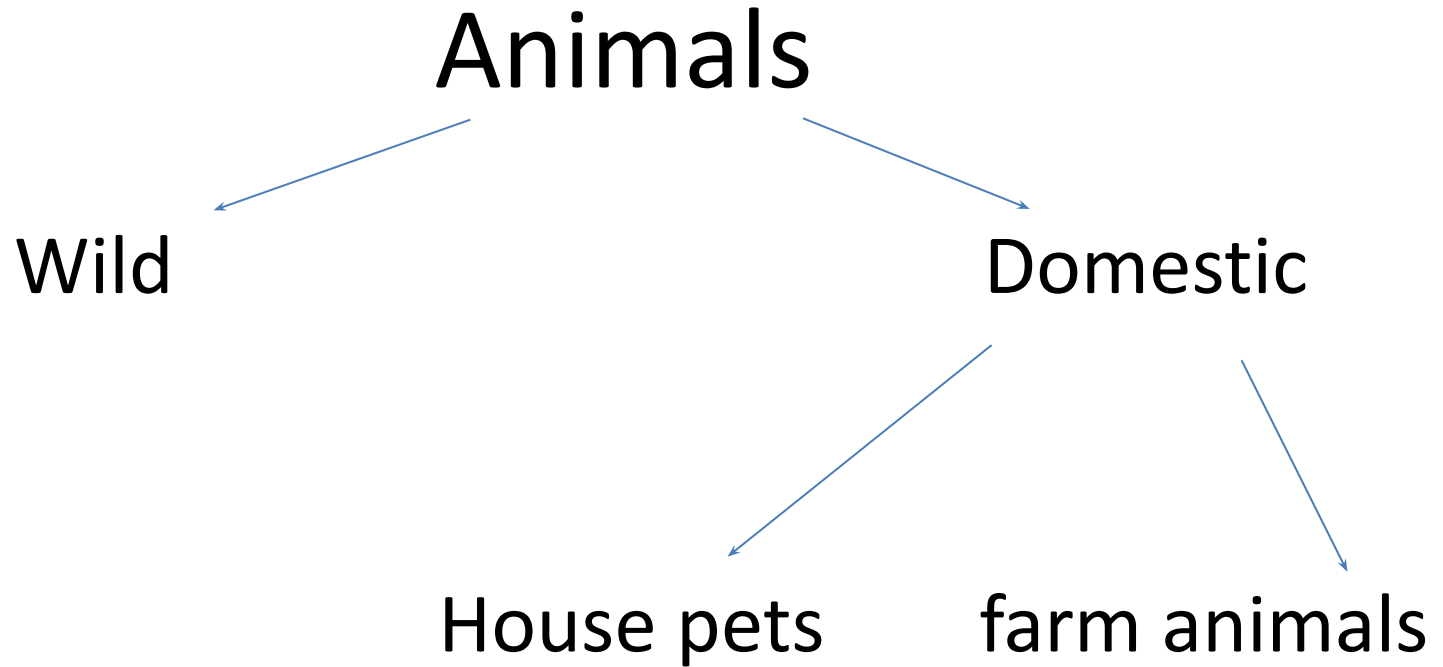 Animals
Wild
Domestic
House pets
farm animals